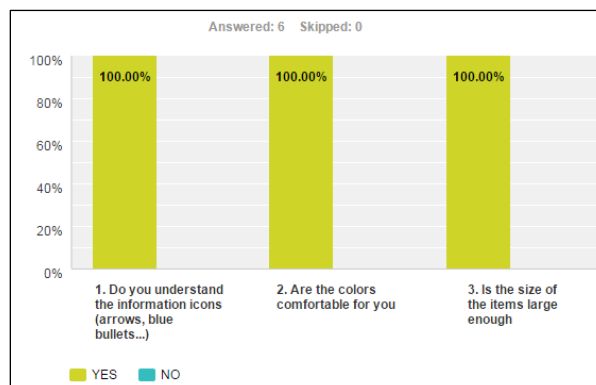 Answered: 6 Skipped: 0
100%
80%
60%
40%
20%
0%
100.00% 100.00% 100.00%
1. Do you understand
the information icons
(arrows, blue
bullets...)
2. Are the colors
comfortable for you
3. Is the size of
the items large
enough
YES NO